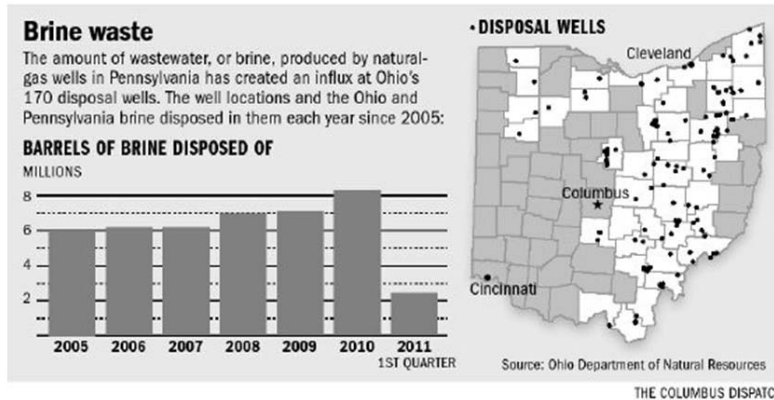 Brine waste
The amount of wastewater, or brine, produced by natural-
gas wells in Pennsylvania has created an influx at Ohio's
170 disposal wells. The well locations and the Ohio and
Pennsylvania brine disposed in them each year since 2005:
BARRELS OF BRINE DISPOSED OF
MILLIONS
8
6
4
2
2005 2006 2007 2008 2009 2010 2011
1ST QUARTER
• DISPOSAL WELLS
Cleveland
Columbus
Cincinnati
Source: Ohio Department of Natural Resources
THE COLUMBUS DISPATC